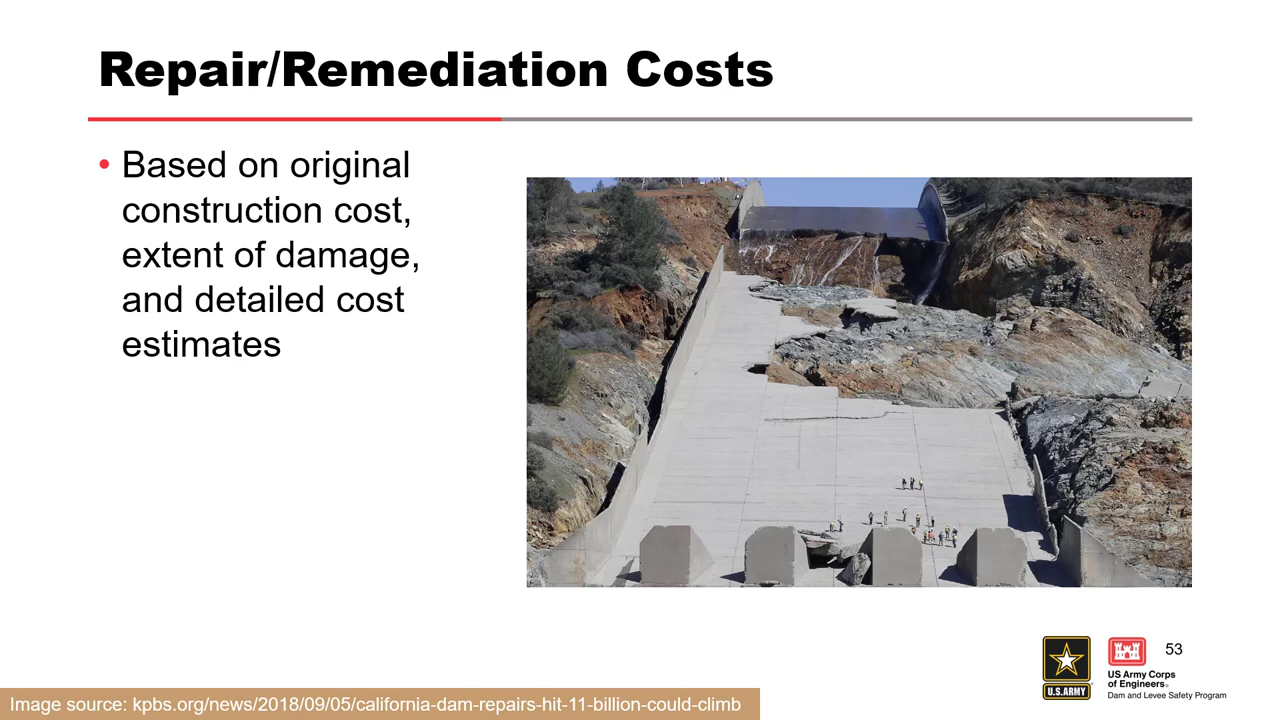 Repair/Remediation Costs
• Based on original
construction cost,
extent of damage,
and detailed cost
estimates
53
U.S. ARMY
US Army Corps
of Engineers®
Dam and Levee Safety Program
Image source: kpbs.org/news/2018/09/05/california-dam-repairs-hit-11-billion-could-climb